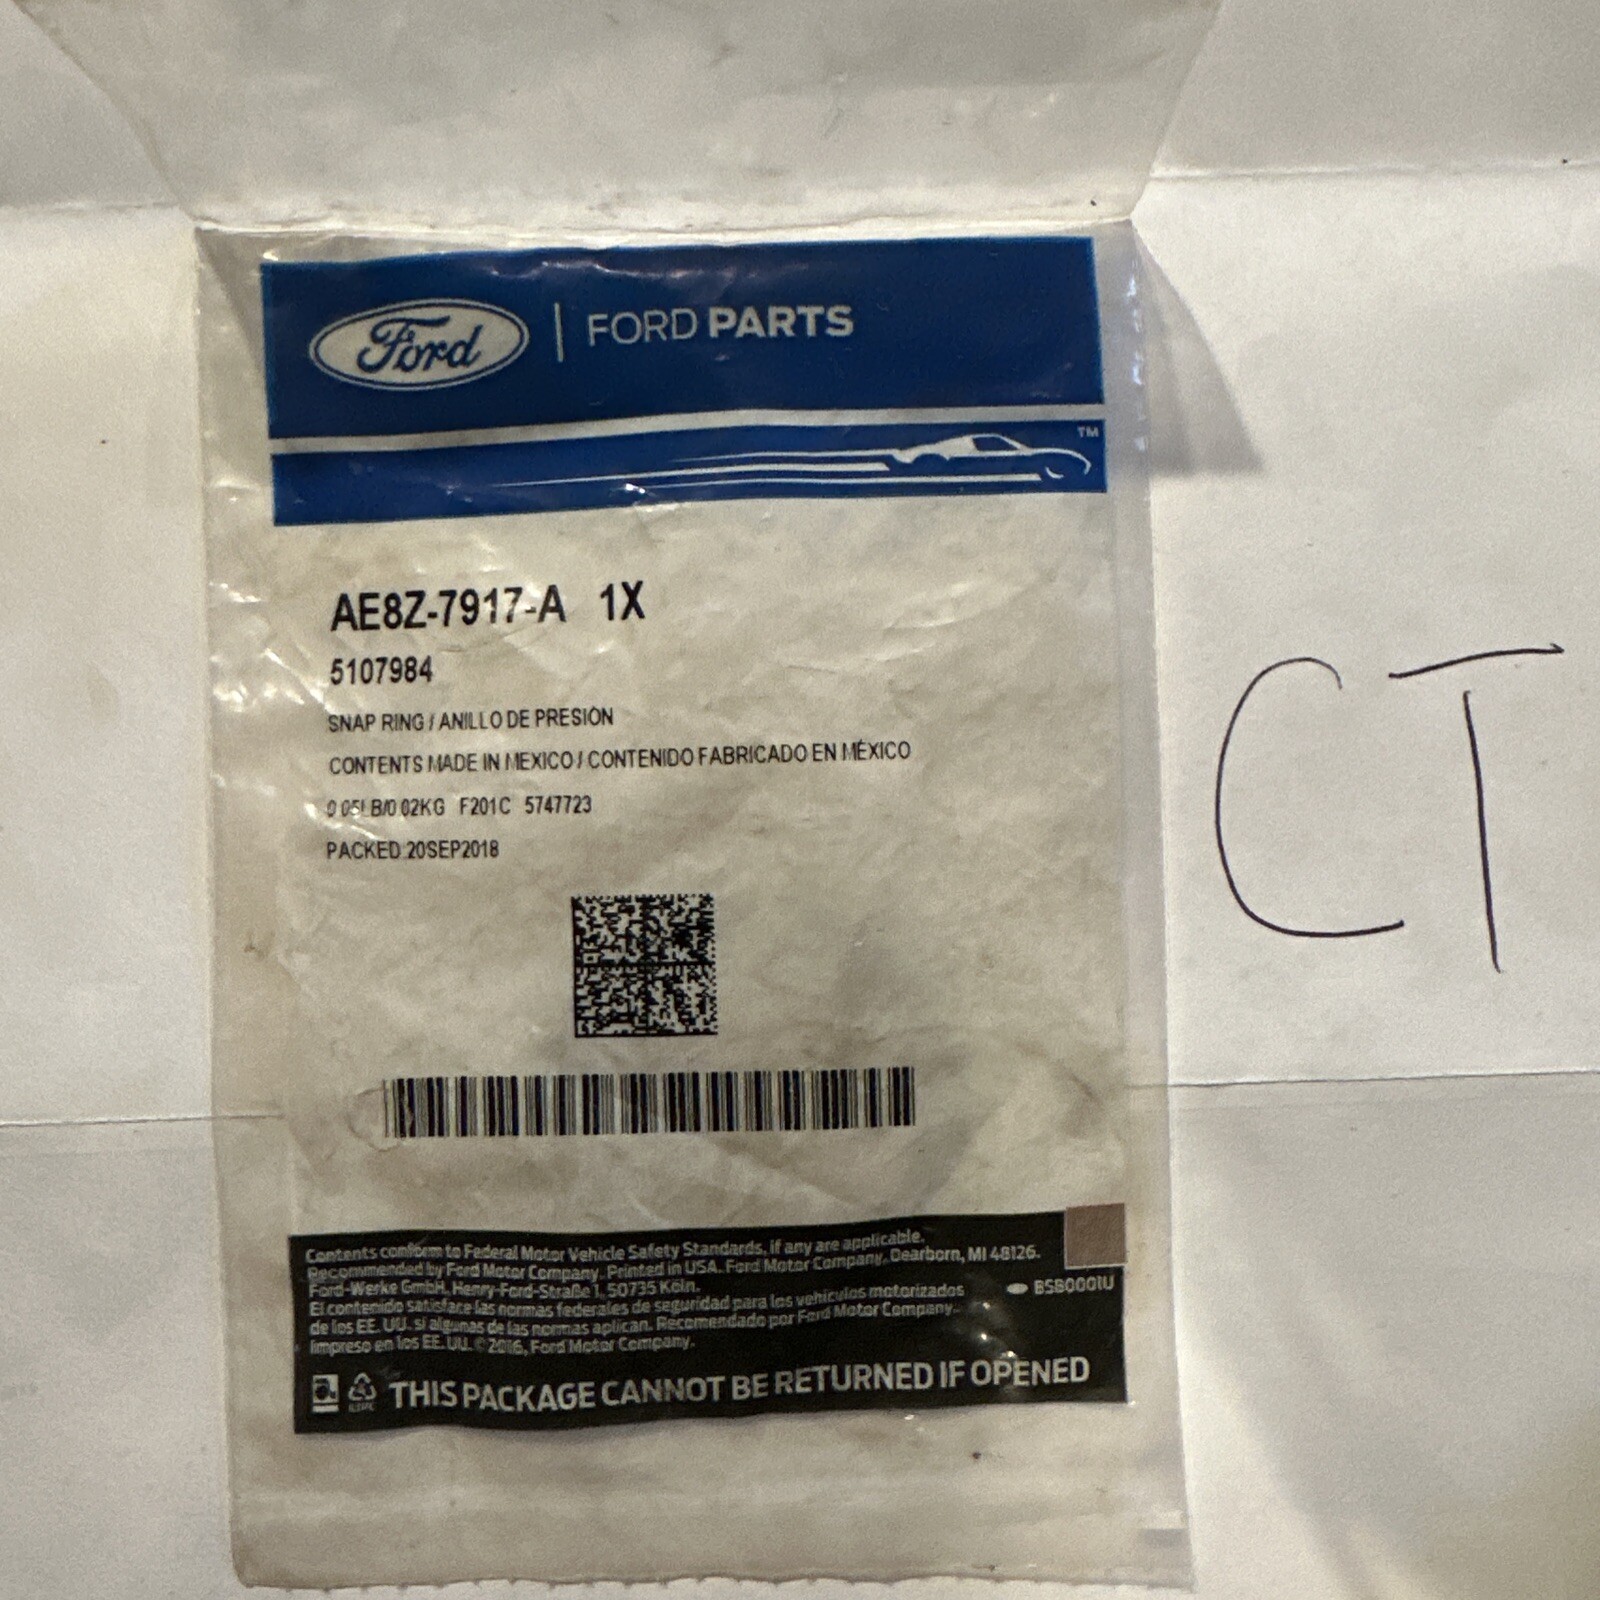 Ford | FORD PARTS
TM
AE8Z-7917-A 1X
5107984
SNAP RING / ANILLO DE PRESIÓN
CONTENTS MADE IN MEXICO / CONTENIDO FABRICADO EN MÉXICO
0.05LB/0.02KG F201C 5747723
PACKED:20SEP2018
CT
Contents conform to Federal Motor Vehicle Safety Standards, if any are applicable.
Recommended by Ford Motor Company. Printed in USA. Ford Motor Company, Dearborn, MI 48126.
Ford-Werke GmbH, Henry-Ford-Straße 1, 50735 Köln.
BSB0001U
El contenido satisface las normas federales de seguridad para los vehículos motorizados
de los EE. UU. si algunas de las normas aplican. Recomendado por Ford Motor Company.
Impreso en los EE. UU. © 2016, Ford Motor Company.
THIS PACKAGE CANNOT BE RETURNED IF OPENED